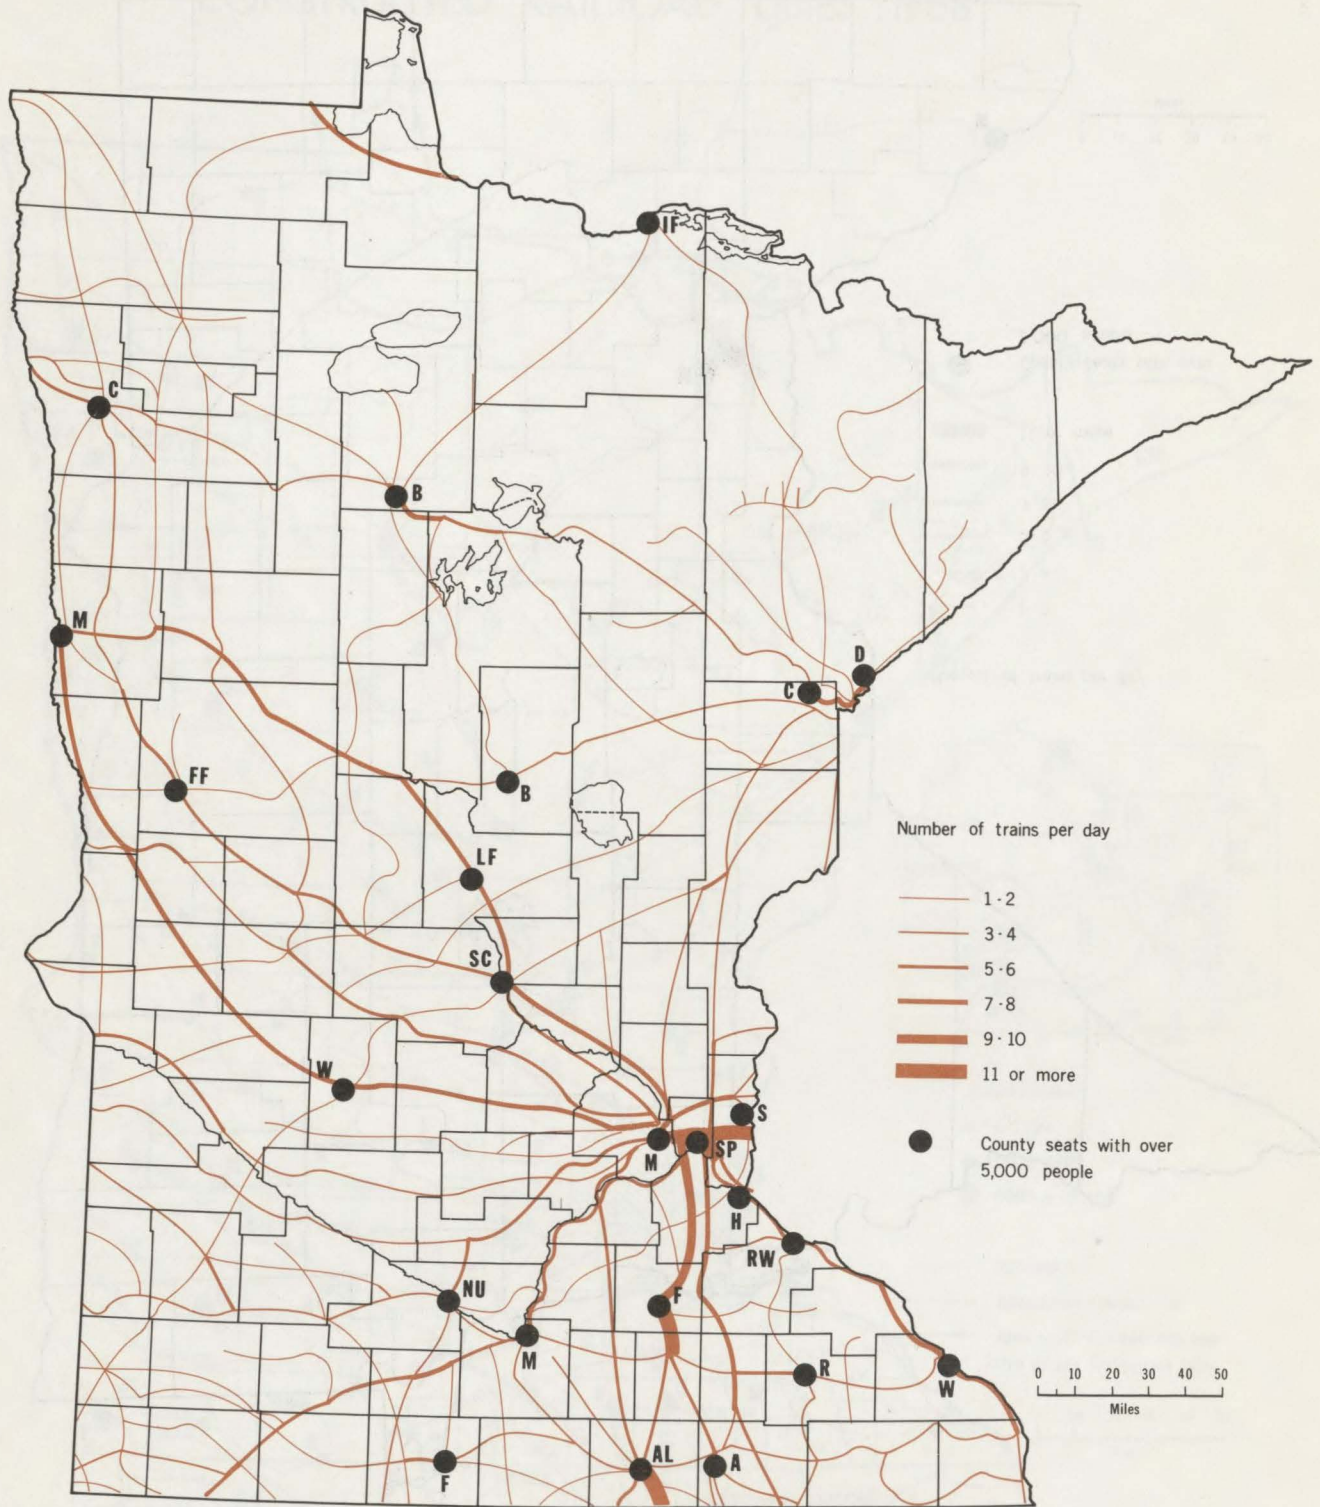 IF
C
B
M
D
C
FF
B
LF
SC
W
S
M
SP
H
RW
NU
F
M
R
W
F
AL
A
Number of trains per day
1-2
3-4
5-6
7-8
9-10
11 or more
County seats with over
5,000 people
0 10 20 30 40 50
Miles